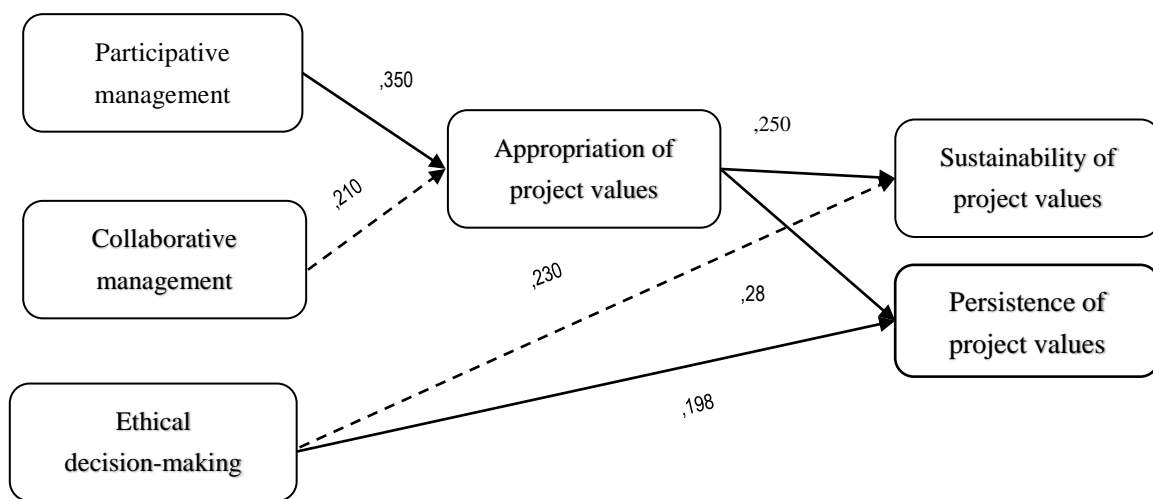 Participative
management
,350
,210
Collaborative
management
Appropriation of
project values
,250
,230
,28
,198
Sustainability of
project values
Persistence of
project values
Ethical
decision-making